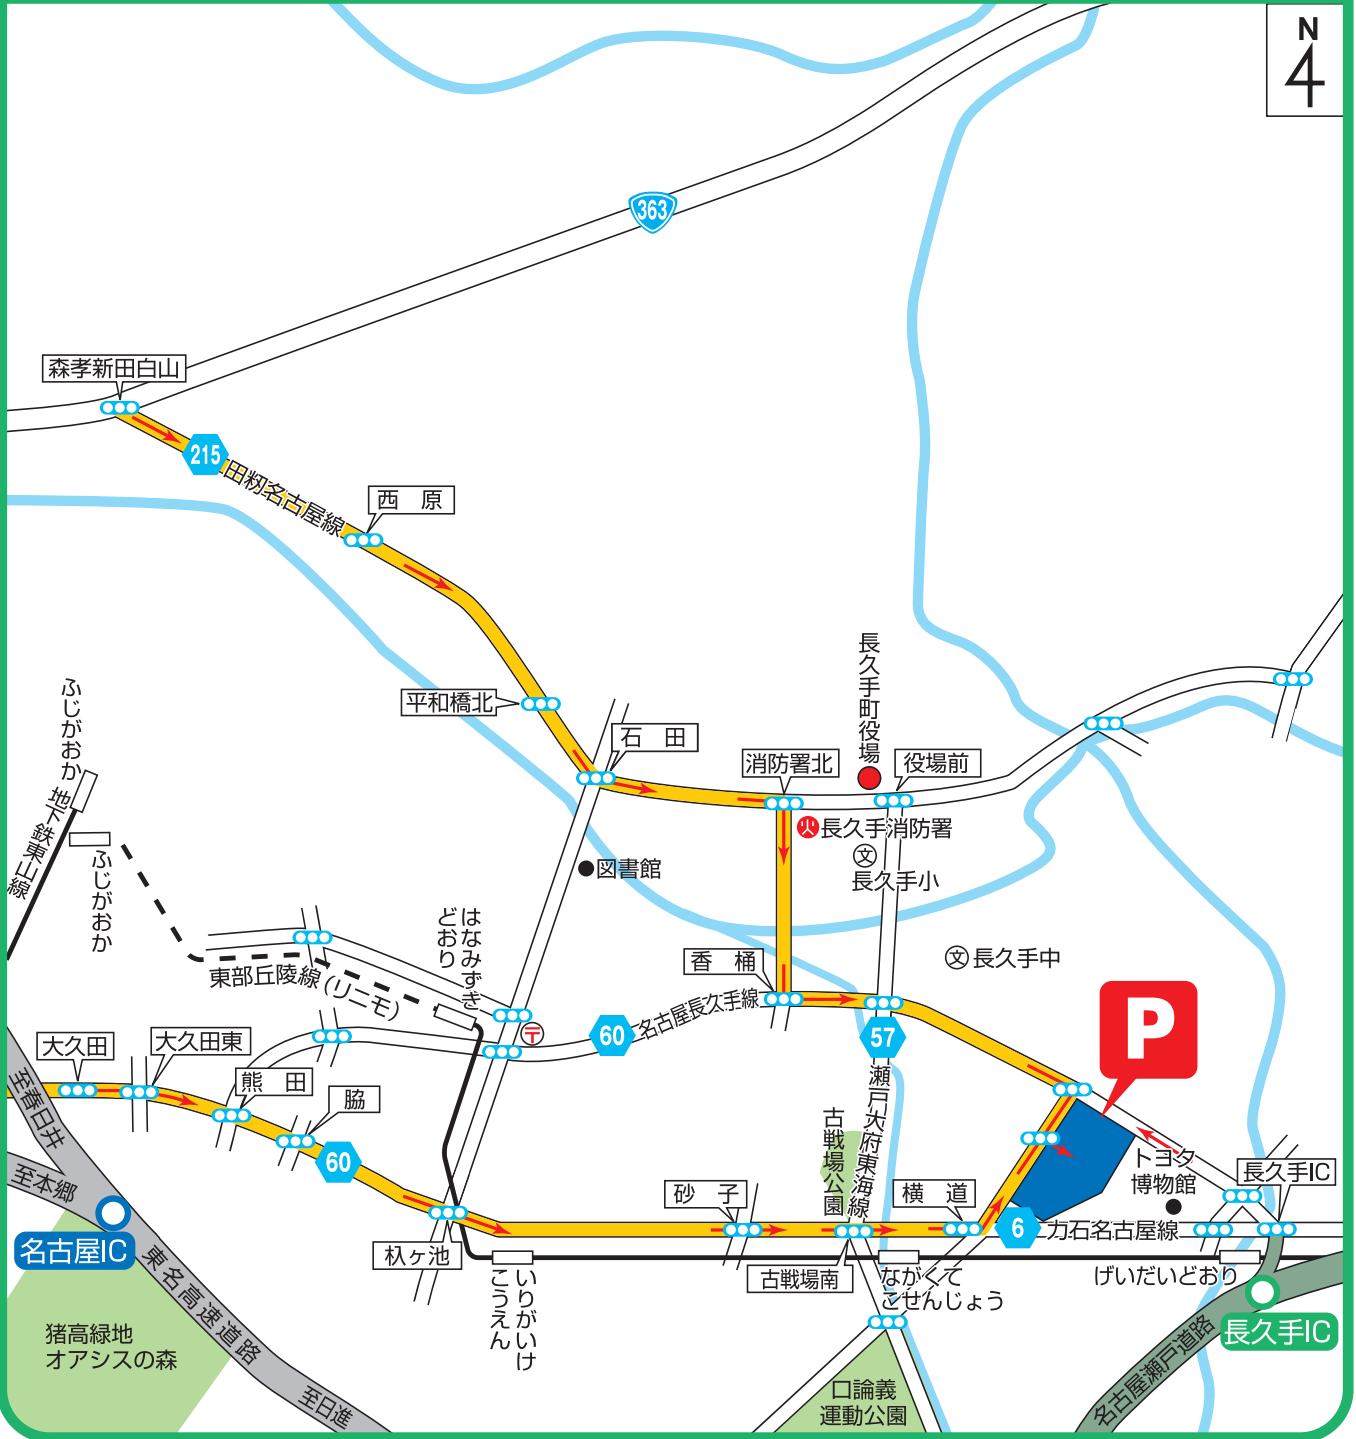 N
363
森孝新田白山
215
田籾名古屋線
西原
ふじがおか
地下鉄東山線
ふじがおか
平和橋北
石田
長久手町役場
消防署北
役場前
長久手消防署
文
長久手小
図書館
はなみずき
どおり
東部丘陵線(リーモ)
香桶
文
長久手中
〒
60
名古屋長久手線
57
P
大久田
大久田東
熊田
脇
60
至春日井
至本郷
名古屋IC
東名高速道路
至日進
猪高緑地
オアシスの森
杁ヶ池
いりがいけ
こうえん
砂子
古戦場公園
瀬戸大府東海線
古戦場南
横道
6
力石名古屋線
トヨタ
博物館
長久手IC
ながくて
こせんじょう
げいだいどおり
長久手IC
名古屋瀬戸道路
口論義
運動公園